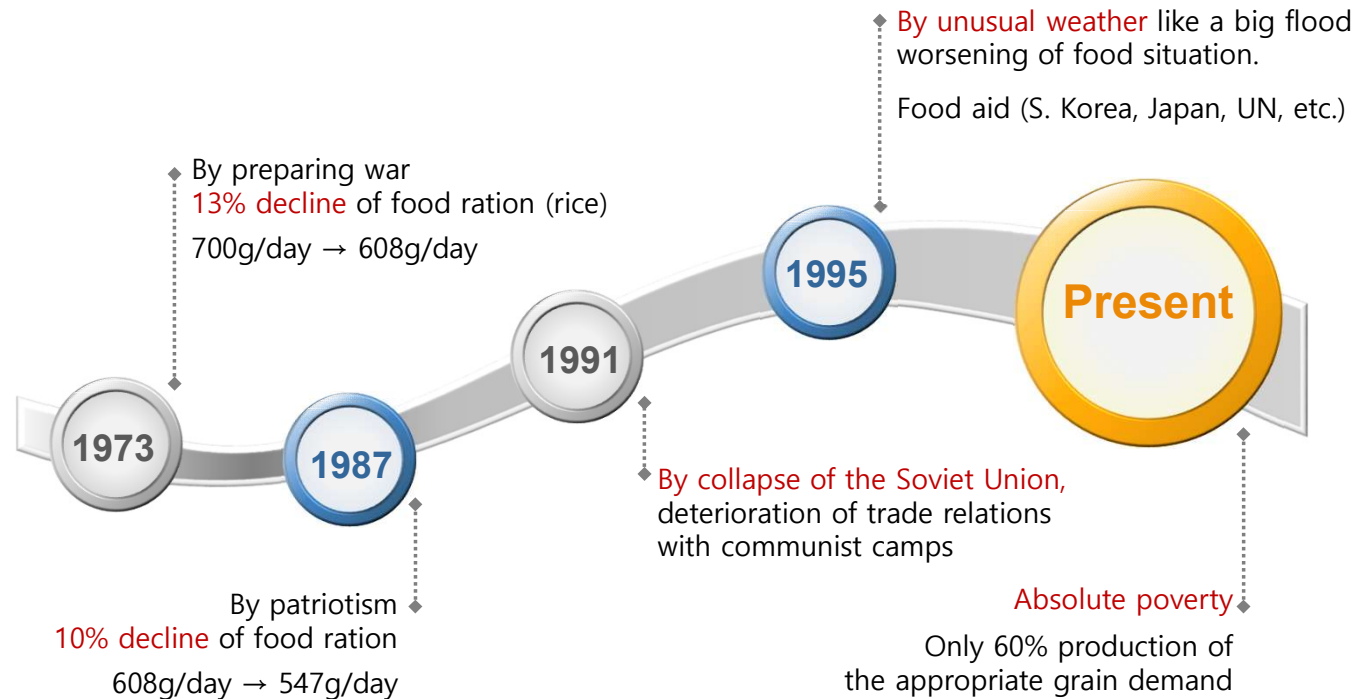 By unusual weather like a big flood
worsening of food situation.
Food aid (S. Korea, Japan, UN, etc.)
By preparing war
13% decline of food ration (rice)
700g/day → 608g/day
1973
1987
1991
1995
Present
By collapse of the Soviet Union,
deterioration of trade relations
with communist camps
By patriotism
10% decline of food ration
608g/day → 547g/day
Absolute poverty
Only 60% production of
the appropriate grain demand